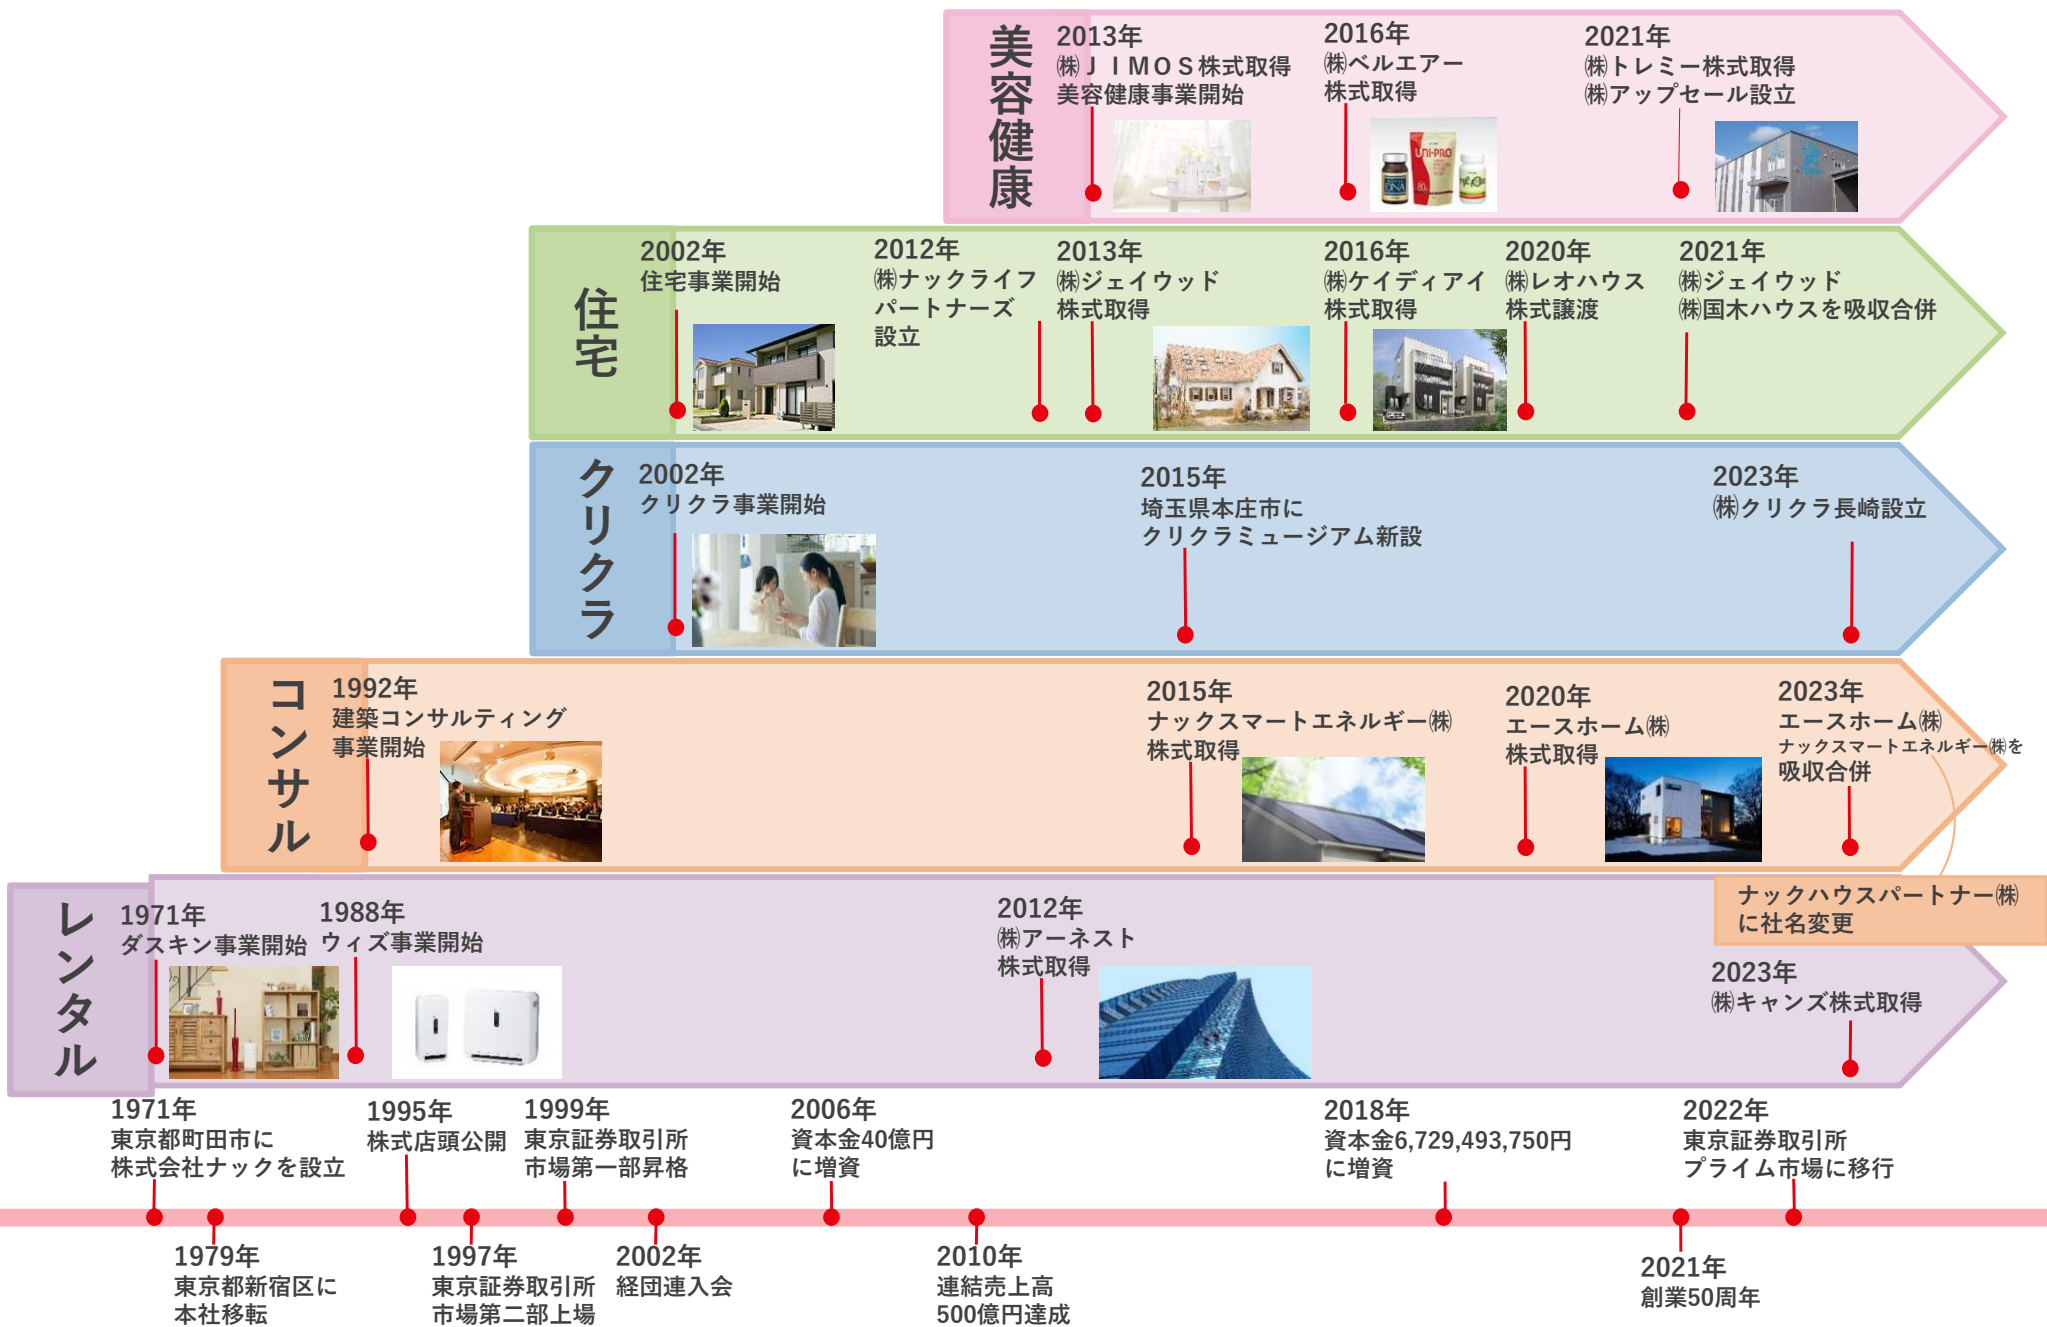 美容健康
2013年
㈱ＪＩＭＯＳ株式取得
美容健康事業開始
2016年
㈱ベルエアー
株式取得
UNI・PRO
DNA
2021年
㈱トレミー株式取得
㈱アップセール設立
住宅
2002年
住宅事業開始
2012年
㈱ナックライフ
パートナーズ
設立
2013年
㈱ジェイウッド
株式取得
2016年
㈱ケイディアイ
株式取得
2020年
㈱レオハウス
株式譲渡
2021年
㈱ジェイウッド
㈱国木ハウスを吸収合併
クリクラ
2002年
クリクラ事業開始
2015年
埼玉県本庄市に
クリクラミュージアム新設
2023年
㈱クリクラ長崎設立
コンサル
1992年
建築コンサルティング
事業開始
2015年
ナックスマートエネルギー㈱
株式取得
2020年
エースホーム㈱
株式取得
2023年
エースホーム㈱
ナックスマートエネルギー㈱を
吸収合併
ナックハウスパートナー㈱
に社名変更
レンタル
1971年
ダスキン事業開始
1988年
ウィズ事業開始
2012年
㈱アーネスト
株式取得
2023年
㈱キャンズ株式取得
1971年
東京都町田市に
株式会社ナックを設立
1979年
東京都新宿区に
本社移転
1995年
株式店頭公開
1997年
東京証券取引所
市場第二部上場
1999年
東京証券取引所
市場第一部昇格
2002年
経団連入会
2006年
資本金40億円
に増資
2010年
連結売上高
500億円達成
2018年
資本金6,729,493,750円
に増資
2021年
創業50周年
2022年
東京証券取引所
プライム市場に移行